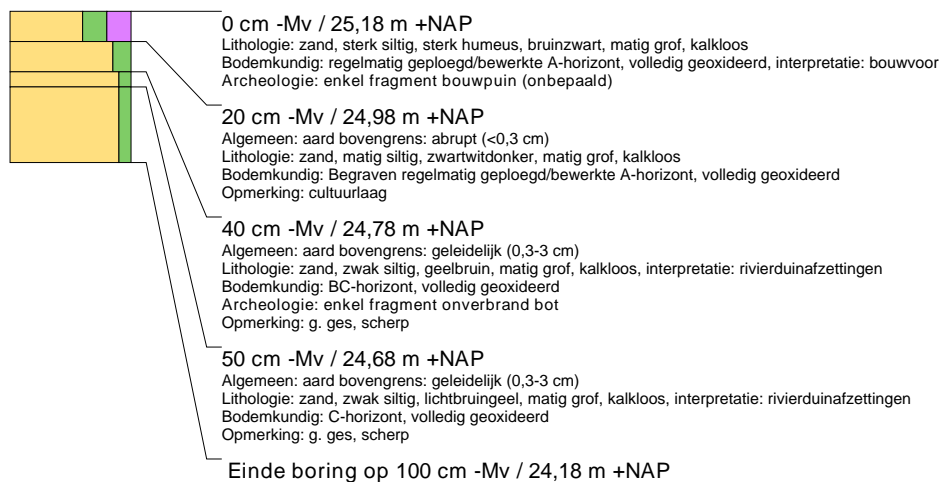 0 cm -Mv / 25,18 m +NAP
Lithologie: zand, sterk siltig, sterk humeus, bruinzwart, matig grof, kalkloos
Bodemkundig: regelmatig geploegd/bewerkte A-horizont, volledig geoxideerd, interpretatie: bouwvoor
Archeologie: enkel fragment bouwpuin (onbepaald)
20 cm -Mv / 24,98 m +NAP
Algemeen: aard bovengrens: abrupt (<0,3 cm)
Lithologie: zand, matig siltig, zwartwitdonker, matig grof, kalkloos
Bodemkundig: Begraven regelmatig geploegd/bewerkte A-horizont, volledig geoxideerd
Opmerking: cultuurlaag
40 cm -Mv / 24,78 m +NAP
Algemeen: aard bovengrens: geleidelijk (0,3-3 cm)
Lithologie: zand, zwak siltig, geelbruin, matig grof, kalkloos, interpretatie: rivierduinafzettingen
Bodemkundig: BC-horizont, volledig geoxideerd
Archeologie: enkel fragment onverbrand bot
Opmerking: g. ges, scherp
50 cm -Mv / 24,68 m +NAP
Algemeen: aard bovengrens: geleidelijk (0,3-3 cm)
Lithologie: zand, zwak siltig, lichtbruingeel, matig grof, kalkloos, interpretatie: rivierduinafzettingen
Bodemkundig: C-horizont, volledig geoxideerd
Opmerking: g. ges, scherp
Einde boring op 100 cm -Mv / 24,18 m +NAP